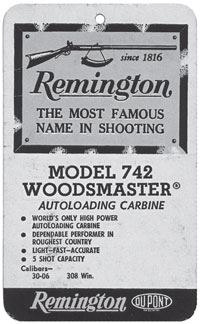 since 1816
Remington
THE MOST FAMOUS
NAME IN SHOOTING
MODEL 742
WOODSMASTER®
AUTOLOADING CARBINE
● WORLD'S ONLY HIGH POWER
AUTOLOADING CARBINE
● DEPENDABLE PERFORMER IN
ROUGHEST COUNTRY
● LIGHT—FAST—ACCURATE
● 5 SHOT CAPACITY
Calibers—
30-06 308 Win.
Remington DU PONT